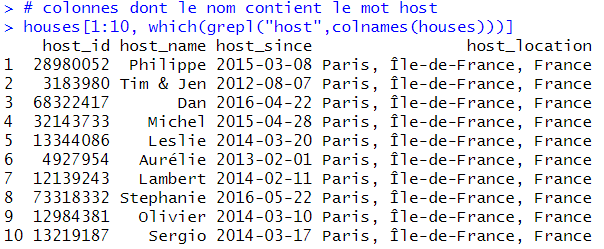 > # colonnes dont le nom contient le mot host
> houses[1:10, which(grepl("host",colnames(houses)))]
host_id host_name host_since host_location
1 28980052 Philippe 2015-03-08 Paris, Île-de-France, France
2 3183980 Tim & Jen 2012-08-07 Paris, Île-de-France, France
3 68322417 Dan 2016-04-22 Paris, Île-de-France, France
4 32143733 Michel 2015-04-28 Paris, Île-de-France, France
5 13344086 Leslie 2014-03-20 Paris, Île-de-France, France
6 4927954 Aurélie 2013-02-01 Paris, Île-de-France, France
7 12139243 Lambert 2014-02-11 Paris, Île-de-France, France
8 73318332 Stephanie 2016-05-22 Paris, Île-de-France, France
9 12984381 Olivier 2014-03-10 Paris, Île-de-France, France
10 13219187 Sergio 2014-03-17 Paris, Île-de-France, France